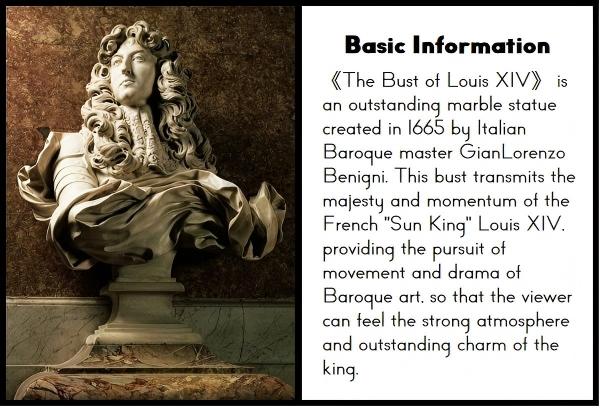 Basic Information
《The Bust of Louis XIV》 is
an outstanding marble statue
created in 1665 by Italian
Baroque master GianLorenzo
Benigni. This bust transmits the
majesty and momentum of the
French "Sun King" Louis XIV.
providing the pursuit of
movement and drama of
Baroque art. so that the viewer
can feel the strong atmosphere
and outstanding charm of the
king.